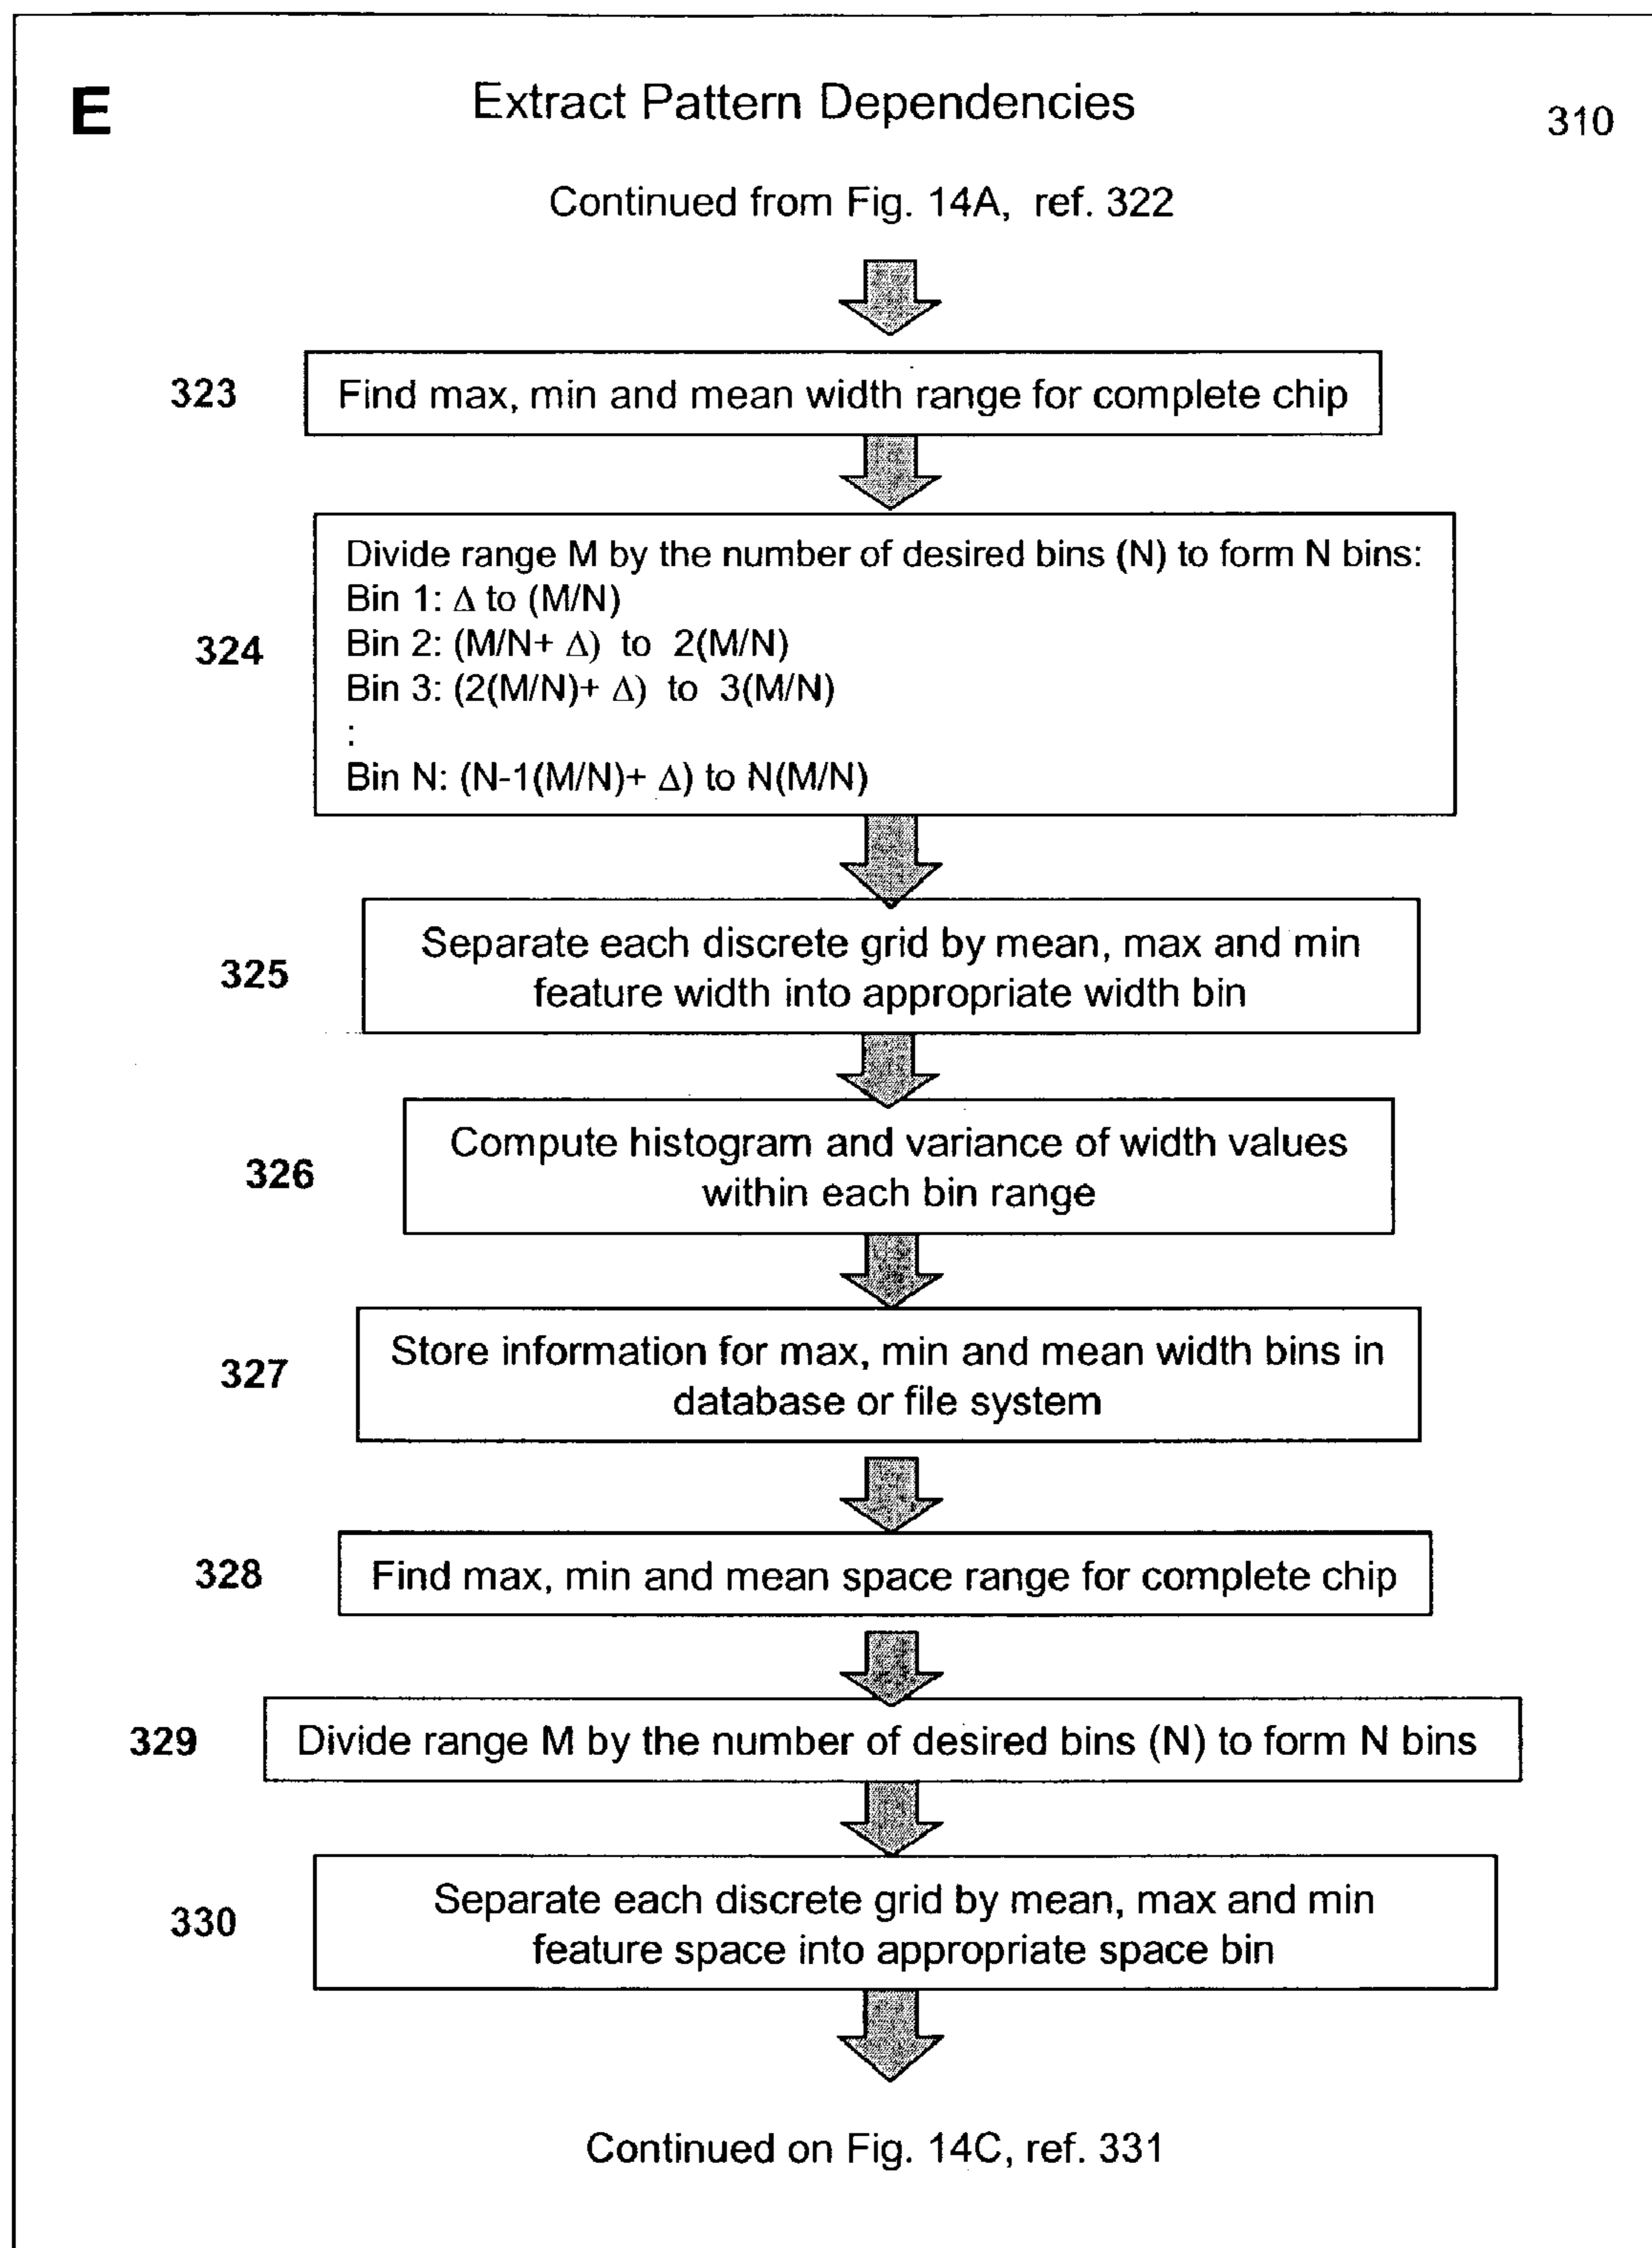 E
Extract Pattern Dependencies
310
Continued from Fig. 14A, ref. 322
323
Find max, min and mean width range for complete chip
324
Divide range M by the number of desired bins (N) to form N bins:
Bin 1: Δ to (M/N)
Bin 2: (M/N+ Δ) to 2(M/N)
Bin 3: (2(M/N)+ Δ) to 3(M/N)
:
Bin N: (N-1(M/N)+ Δ) to N(M/N)
325
Separate each discrete grid by mean, max and min
feature width into appropriate width bin
326
Compute histogram and variance of width values
within each bin range
327
Store information for max, min and mean width bins in
database or file system
328
Find max, min and mean space range for complete chip
329
Divide range M by the number of desired bins (N) to form N bins
330
Separate each discrete grid by mean, max and min
feature space into appropriate space bin
Continued on Fig. 14C, ref. 331